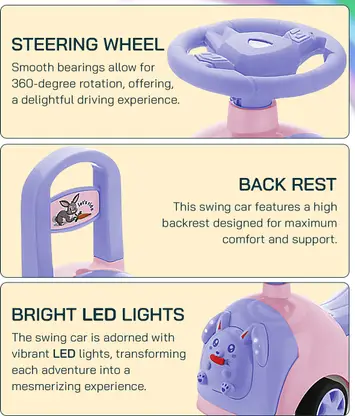 STEERING WHEEL
Smooth bearings allow for
360-degree rotation, offering,
a delightful driving experience.
BACK REST
This swing car features a high
backrest designed for maximum
comfort and support.
BRIGHT LED LIGHTS
The swing car is adorned with
vibrant LED lights, transforming
each adventure into a
mesmerizing experience.